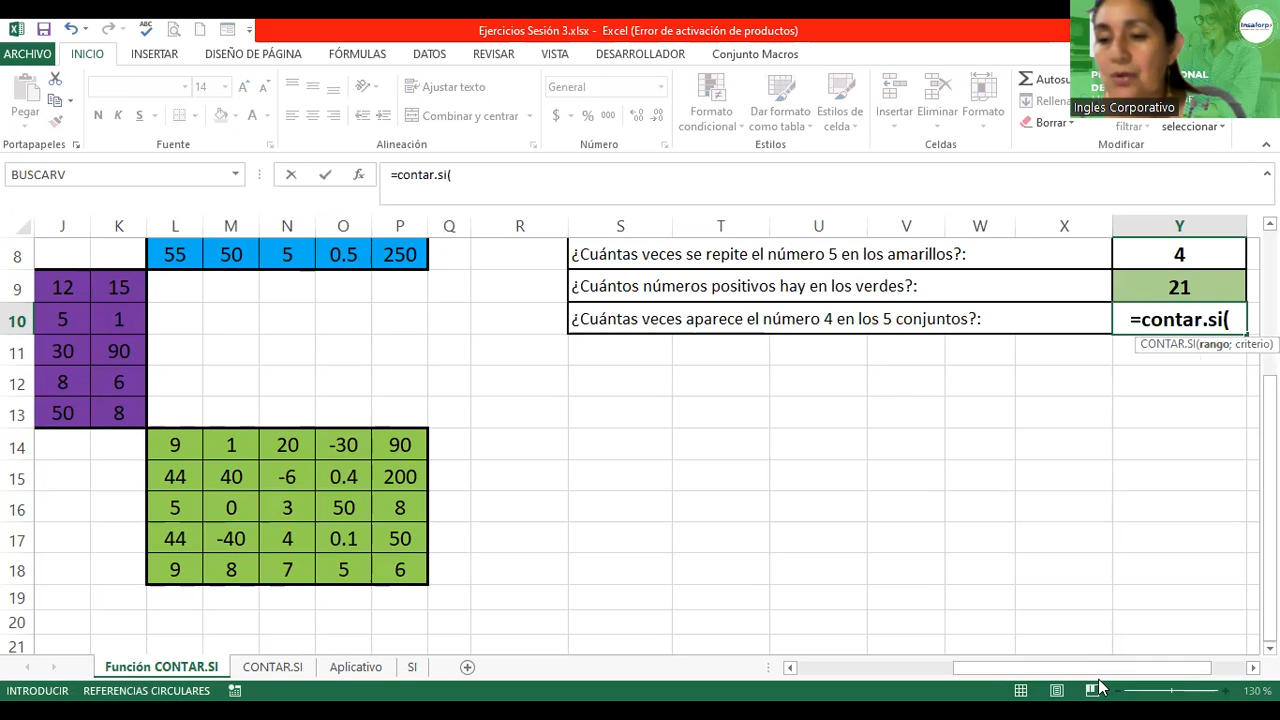 Ejercicios Sesión 3.xlsx - Excel (Error de activación de productos)
Insaforp
ARCHIVO INICIO INSERTAR DISEÑO DE PÁGINA FÓRMULAS DATOS REVISAR VISTA DESARROLLADOR Conjunto Macros
Pegar
14
Ajustar texto
General
Formato condicional
Dar formato como tabla
Estilos de celda
Insertar
Eliminar
Formato
Autosu
Rellena
Borrar
filtrar
seleccionar
N K S
Combinar y centrar
$ % 000
Portapapeles Fuente Alineación Número Estilos Celdas Modificar
Ingles Corporativo
BUSCARV
=contar.si(
J K L M N O P Q R S T U V W X Y
8 55 50 5 0.5 250 ¿Cuántas veces se repite el número 5 en los amarillos?: 4
9 12 15 ¿Cuántos números positivos hay en los verdes?: 21
10 5 1 ¿Cuántas veces aparece el número 4 en los 5 conjuntos?: =contar.si(
CONTAR.SI(rango; criterio)
11 30 90
12 8 6
13 50 8
14 9 1 20 -30 90
15 44 40 -6 0.4 200
16 5 0 3 50 8
17 44 -40 4 0.1 50
18 9 8 7 5 6
19
20
21
Función CONTAR.SI CONTAR.SI Aplicativo SI
INTRODUCIR REFERENCIAS CIRCULARES 130 %